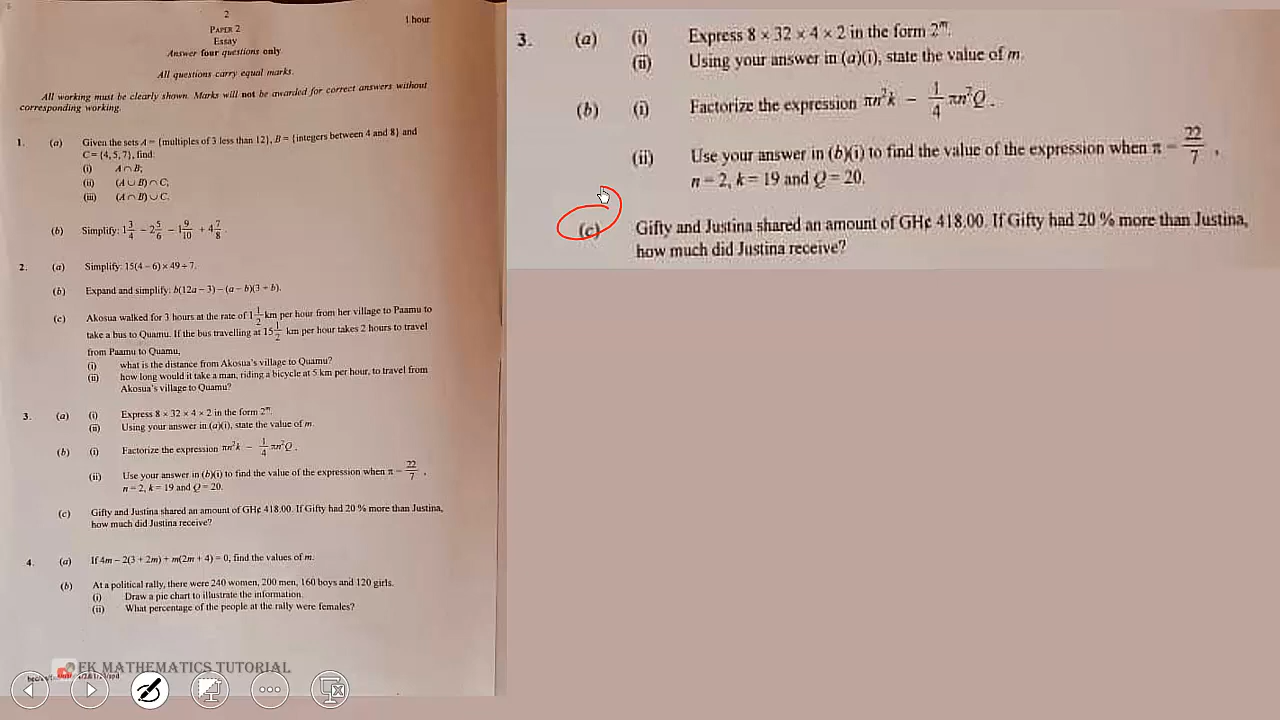 2
PAPER 2
1 hour
Essay
Answer four questions only
All questions carry equal marks.
All working must be clearly shown. Marks will not be awarded for correct answers without
corresponding working.
1. (a) Given the sets A = {multiples of 3 less than 12}, B = {integers between 4 and 8} and
C = {4, 5, 7}, find:
(i) A ∩ B;
(ii) (A ∪ B) ∩ C;
(iii) (A ∩ B) ∪ C.
(b) Simplify: 1 3/4 − 2 5/6 − 1 9/10 + 4 7/8 .
2. (a) Simplify: 15(4 − 6) × 49 ÷ 7.
(b) Expand and simplify: b(12a − 3) − (a − b)(3 + b).
(c) Akosua walked for 3 hours at the rate of 1 1/2 km per hour from her village to Paamu to
take a bus to Quamu. If the bus travelling at 15 1/2 km per hour takes 2 hours to travel
from Paamu to Quamu,
(i) what is the distance from Akosua's village to Quamu?
(ii) how long would it take a man, riding a bicycle at 5 km per hour, to travel from
Akosua's village to Quamu?
3. (a) (i) Express 8 × 32 × 4 × 2 in the form 2^m.
(ii) Using your answer in (a)(i), state the value of m.
(b) (i) Factorize the expression πn²k − 1/4 πn²Q .
(ii) Use your answer in (b)(i) to find the value of the expression when π = 22/7 ,
n = 2, k = 19 and Q = 20.
(c) Gifty and Justina shared an amount of GH¢ 418.00. If Gifty had 20 % more than Justina,
how much did Justina receive?
4. (a) If 4m − 2(3 + 2m) + m(2m + 4) = 0, find the values of m.
(b) At a political rally, there were 240 women, 200 men, 160 boys and 120 girls.
(i) Draw a pie chart to illustrate the information.
(ii) What percentage of the people at the rally were females?
EK MATHEMATICS TUTORIAL
3. (a) (i) Express 8 × 32 × 4 × 2 in the form 2^m.
(ii) Using your answer in (a)(i), state the value of m.
(b) (i) Factorize the expression πn²k − 1/4 πn²Q .
(ii) Use your answer in (b)(i) to find the value of the expression when π = 22/7 ,
n = 2, k = 19 and Q = 20.
(c) Gifty and Justina shared an amount of GH¢ 418.00. If Gifty had 20 % more than Justina,
how much did Justina receive?